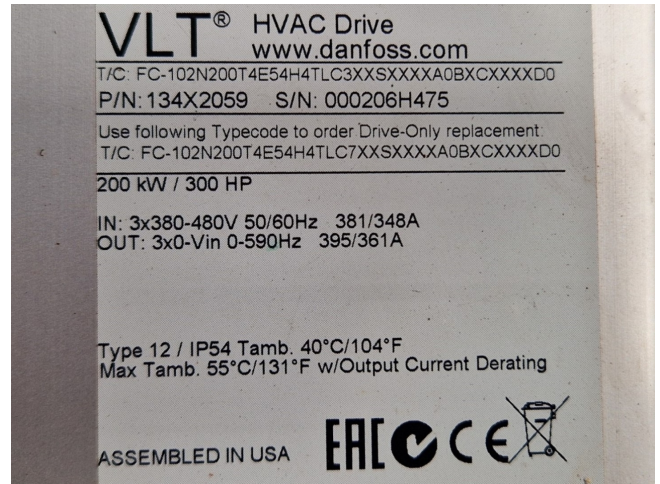 VLT® HVAC Drive
www.danfoss.com
T/C: FC-102N200T4E54H4TLC3XXSXXXXA0BXCXXXXD0
P/N: 134X2059 S/N: 000206H475
Use following Typecode to order Drive-Only replacement:
T/C: FC-102N200T4E54H4TLC7XXSXXXXA0BXCXXXXD0
200 kW / 300 HP
IN: 3x380-480V 50/60Hz 381/348A
OUT: 3x0-Vin 0-590Hz 395/361A
Type 12 / IP54 Tamb. 40°C/104°F
Max Tamb. 55°C/131°F w/Output Current Derating
ASSEMBLED IN USA EAC CE